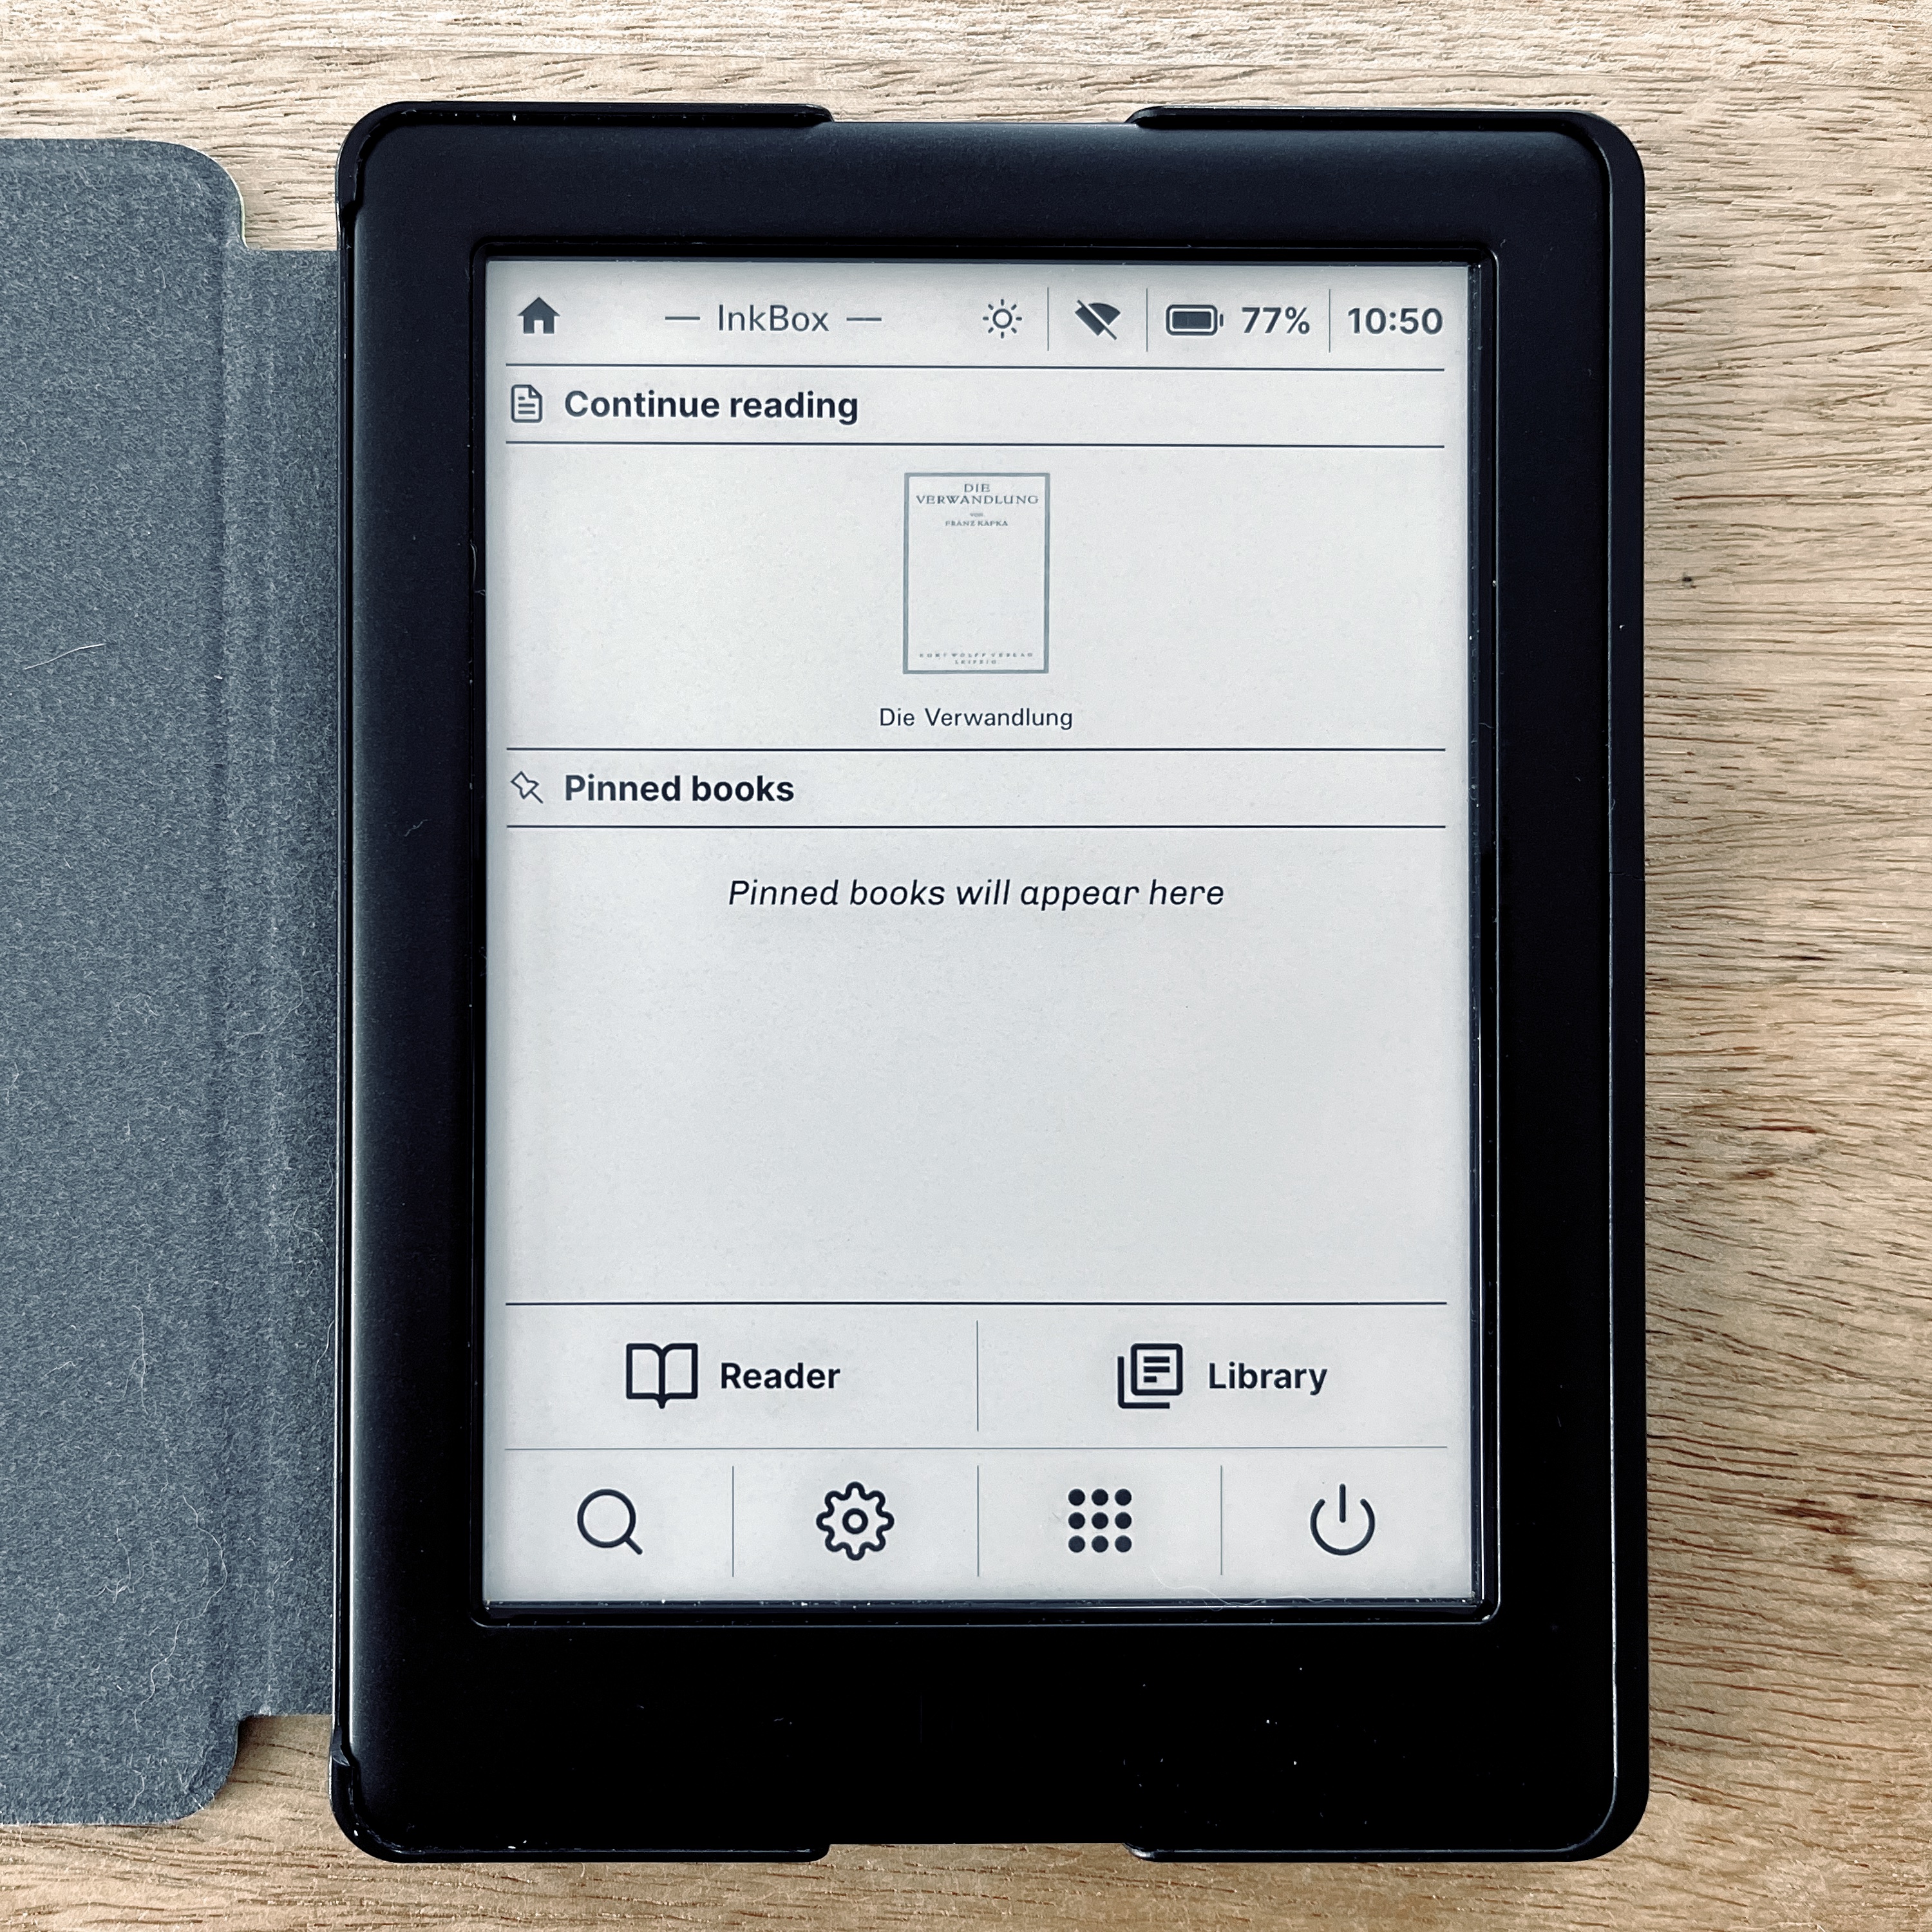 — InkBox —
77%
10:50
Continue reading
DIE
VERWANDLUNG
VON
FRANZ KAFKA
KURT WOLFF VERLAG
LEIPZIG
Die Verwandlung
Pinned books
Pinned books will appear here
Reader
Library